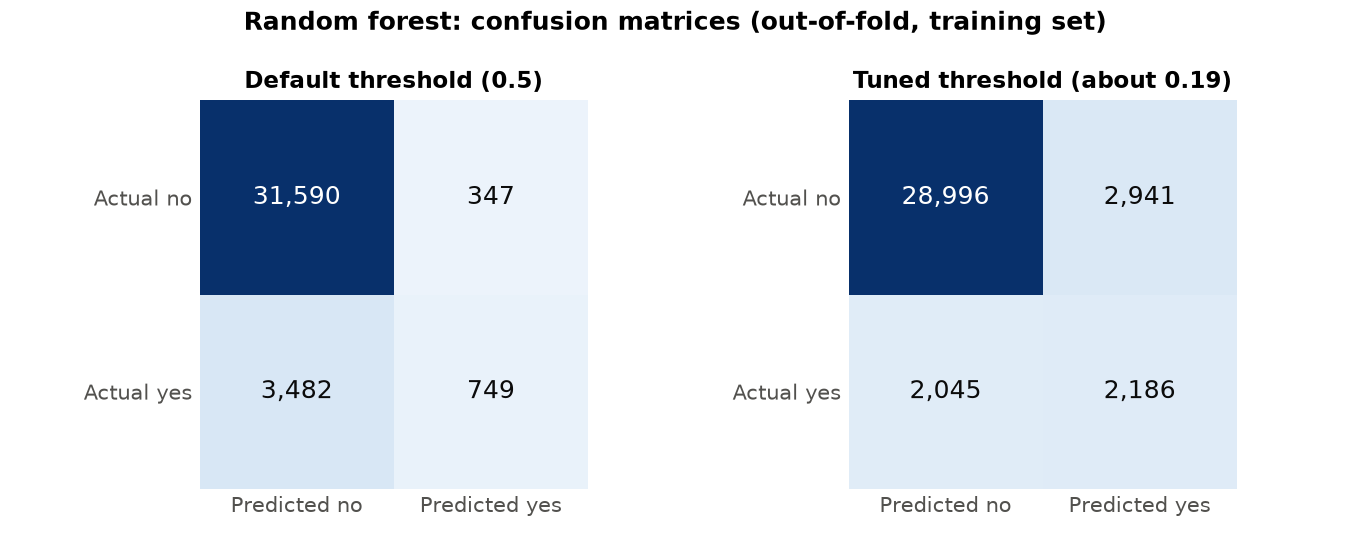 Random forest: confusion matrices (out-of-fold, training set)
Default threshold (0.5)
Actual no
31,590
347
Actual yes
3,482
749
Predicted no
Predicted yes
Tuned threshold (about 0.19)
Actual no
28,996
2,941
Actual yes
2,045
2,186
Predicted no
Predicted yes